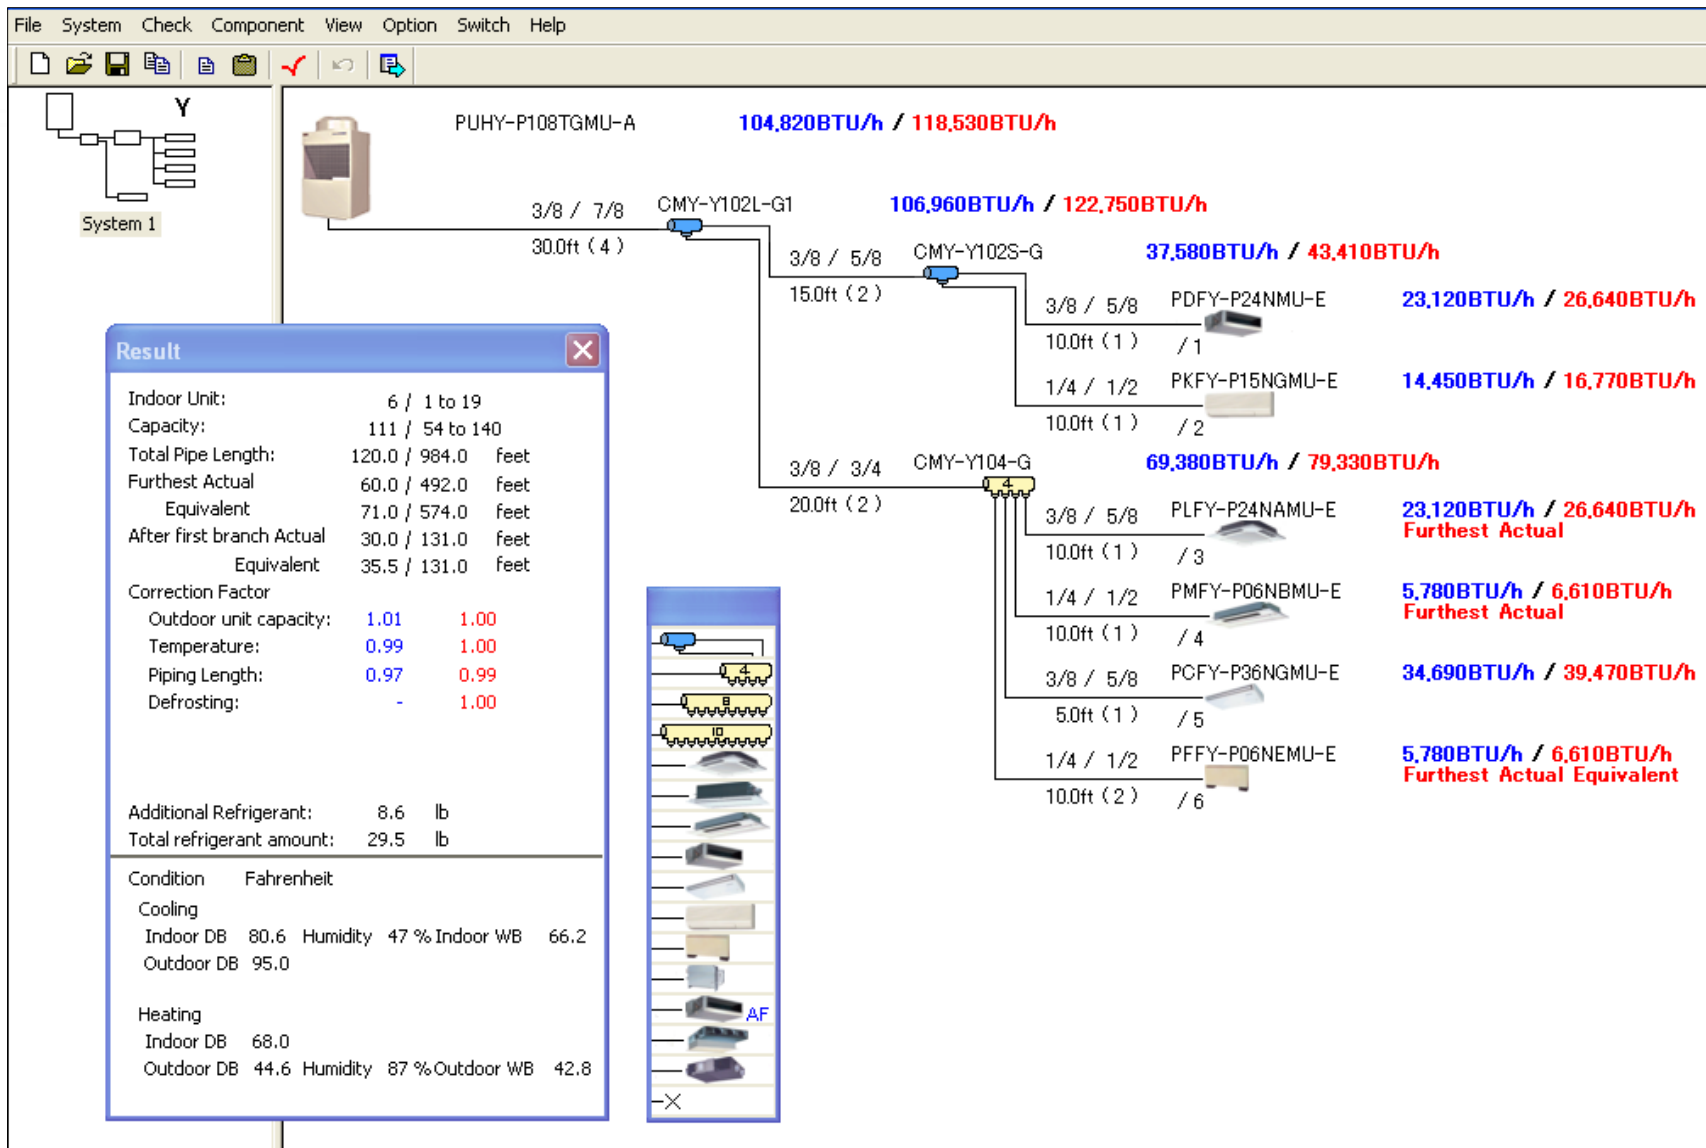 File System Check Component View Option Switch Help
Y
System 1
PUHY-P108TGMU-A 104,820BTU/h / 118,530BTU/h
3/8 / 7/8 CMY-Y102L-G1 106,960BTU/h / 122,750BTU/h
30.0ft ( 4 )
3/8 / 5/8 CMY-Y102S-G 37,580BTU/h / 43,410BTU/h
15.0ft ( 2 )
3/8 / 5/8 PDFY-P24NMU-E 23,120BTU/h / 26,640BTU/h
10.0ft ( 1 ) / 1
1/4 / 1/2 PKFY-P15NGMU-E 14,450BTU/h / 16,770BTU/h
10.0ft ( 1 ) / 2
3/8 / 3/4 CMY-Y104-G 69,380BTU/h / 79,330BTU/h
4
20.0ft ( 2 )
3/8 / 5/8 PLFY-P24NAMU-E 23,120BTU/h / 26,640BTU/h
Furthest Actual
10.0ft ( 1 ) / 3
1/4 / 1/2 PMFY-P06NBMU-E 5,780BTU/h / 6,610BTU/h
Furthest Actual
10.0ft ( 1 ) / 4
3/8 / 5/8 PCFY-P36NGMU-E 34,690BTU/h / 39,470BTU/h
5.0ft ( 1 ) / 5
1/4 / 1/2 PFFY-P06NEMU-E 5,780BTU/h / 6,610BTU/h
Furthest Actual Equivalent
10.0ft ( 2 ) / 6
Result
Indoor Unit: 6 / 1 to 19
Capacity: 111 / 54 to 140
Total Pipe Length: 120.0 / 984.0 feet
Furthest Actual 60.0 / 492.0 feet
Equivalent 71.0 / 574.0 feet
After first branch Actual 30.0 / 131.0 feet
Equivalent 35.5 / 131.0 feet
Correction Factor
Outdoor unit capacity: 1.01 1.00
Temperature: 0.99 1.00
Piping Length: 0.97 0.99
Defrosting: - 1.00
Additional Refrigerant: 8.6 lb
Total refrigerant amount: 29.5 lb
Condition Fahrenheit
Cooling
Indoor DB 80.6 Humidity 47 % Indoor WB 66.2
Outdoor DB 95.0
Heating
Indoor DB 68.0
Outdoor DB 44.6 Humidity 87 % Outdoor WB 42.8
4
8
10
AF